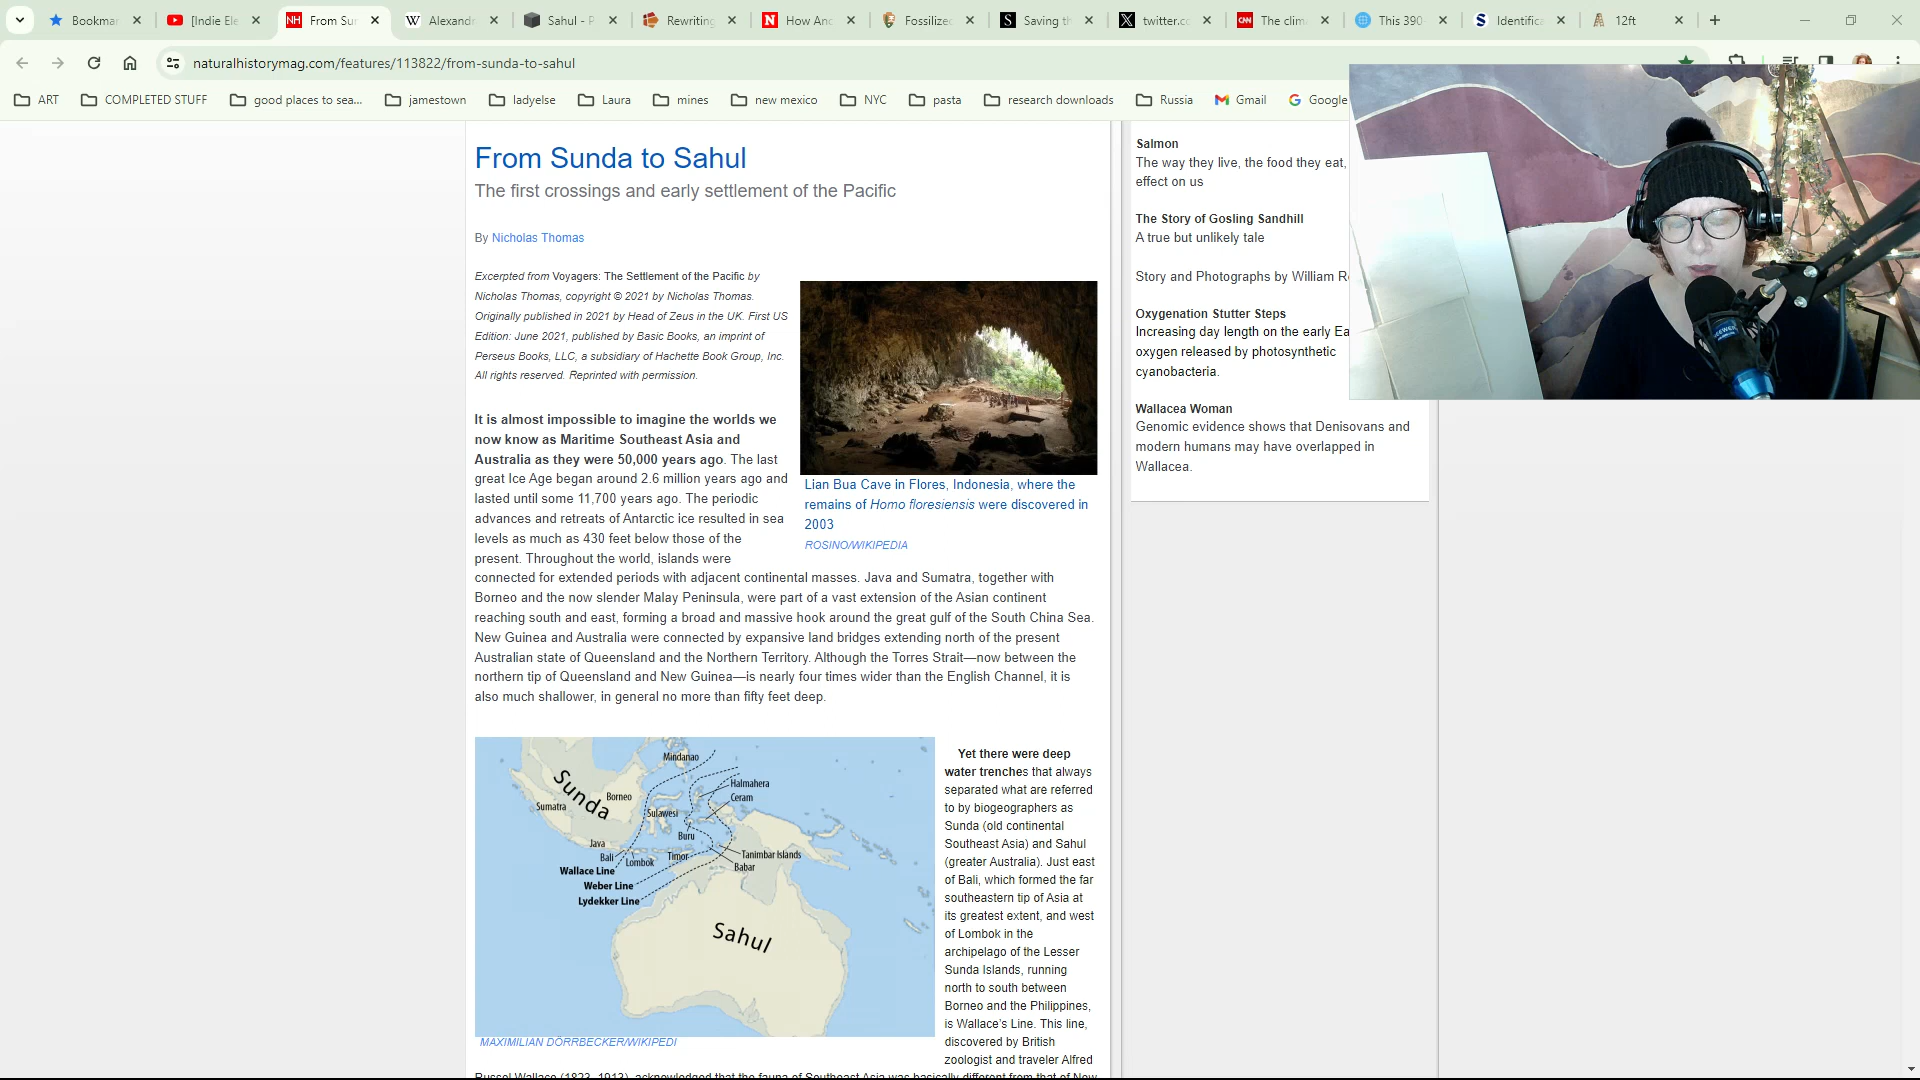 Bookmar
[Indie Ele
From Sur
Alexandr
Sahul - P
Rewriting
How Anc
Fossilize
Saving th
twitter.cc
The clim
This 390-
Identifica
12ft
naturalhistorymag.com/features/113822/from-sunda-to-sahul
ART
COMPLETED STUFF
good places to sea...
jamestown
ladyelse
Laura
mines
new mexico
NYC
pasta
research downloads
Russia
Gmail
Google
From Sunda to Sahul
The first crossings and early settlement of the Pacific
By Nicholas Thomas
Excerpted from Voyagers: The Settlement of the Pacific by
Nicholas Thomas, copyright © 2021 by Nicholas Thomas.
Originally published in 2021 by Head of Zeus in the UK. First US
Edition: June 2021, published by Basic Books, an imprint of
Perseus Books, LLC, a subsidiary of Hachette Book Group, Inc.
All rights reserved. Reprinted with permission.
Lian Bua Cave in Flores, Indonesia, where the
remains of Homo floresiensis were discovered in
2003
ROSINO/WIKIPEDIA
It is almost impossible to imagine the worlds we
now know as Maritime Southeast Asia and
Australia as they were 50,000 years ago. The last
great Ice Age began around 2.6 million years ago and
lasted until some 11,700 years ago. The periodic
advances and retreats of Antarctic ice resulted in sea
levels as much as 430 feet below those of the
present. Throughout the world, islands were
connected for extended periods with adjacent continental masses. Java and Sumatra, together with
Borneo and the now slender Malay Peninsula, were part of a vast extension of the Asian continent
reaching south and east, forming a broad and massive hook around the great gulf of the South China Sea.
New Guinea and Australia were connected by expansive land bridges extending north of the present
Australian state of Queensland and the Northern Territory. Although the Torres Strait—now between the
northern tip of Queensland and New Guinea—is nearly four times wider than the English Channel, it is
also much shallower, in general no more than fifty feet deep.
Mindanao
Sunda
Halmahera
Borneo
Ceram
Sumatra
Sulawesi
Buru
Java
Bali
Lombok
Timor
Tanimbar Islands
Babar
Wallace Line
Weber Line
Lydekker Line
Sahul
MAXIMILIAN DÖRRBECKER/WIKIPEDI
Yet there were deep
water trenches that always
separated what are referred
to by biogeographers as
Sunda (old continental
Southeast Asia) and Sahul
(greater Australia). Just east
of Bali, which formed the far
southeastern tip of Asia at
its greatest extent, and west
of Lombok in the
archipelago of the Lesser
Sunda Islands, running
north to south between
Borneo and the Philippines,
is Wallace's Line. This line,
discovered by British
zoologist and traveler Alfred
Russel Wallace (1823–1913), acknowledged that the fauna of Southeast Asia was basically different from that of New
Salmon
The way they live, the food they eat,
effect on us
The Story of Gosling Sandhill
A true but unlikely tale
Story and Photographs by William R
Oxygenation Stutter Steps
Increasing day length on the early Ea
oxygen released by photosynthetic
cyanobacteria.
Wallacea Woman
Genomic evidence shows that Denisovans and
modern humans may have overlapped in
Wallacea.